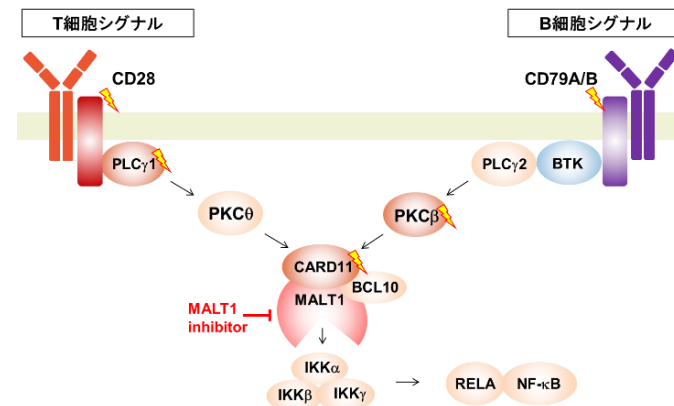 T細胞シグナル
B細胞シグナル
CD28
CD79A/B
PLCγ1
PLCγ2
BTK
PKCθ
PKCβ
CARD11
BCL10
MALT1
MALT1
inhibitor
IKKα
IKKβ
IKKγ
RELA
NF-κB